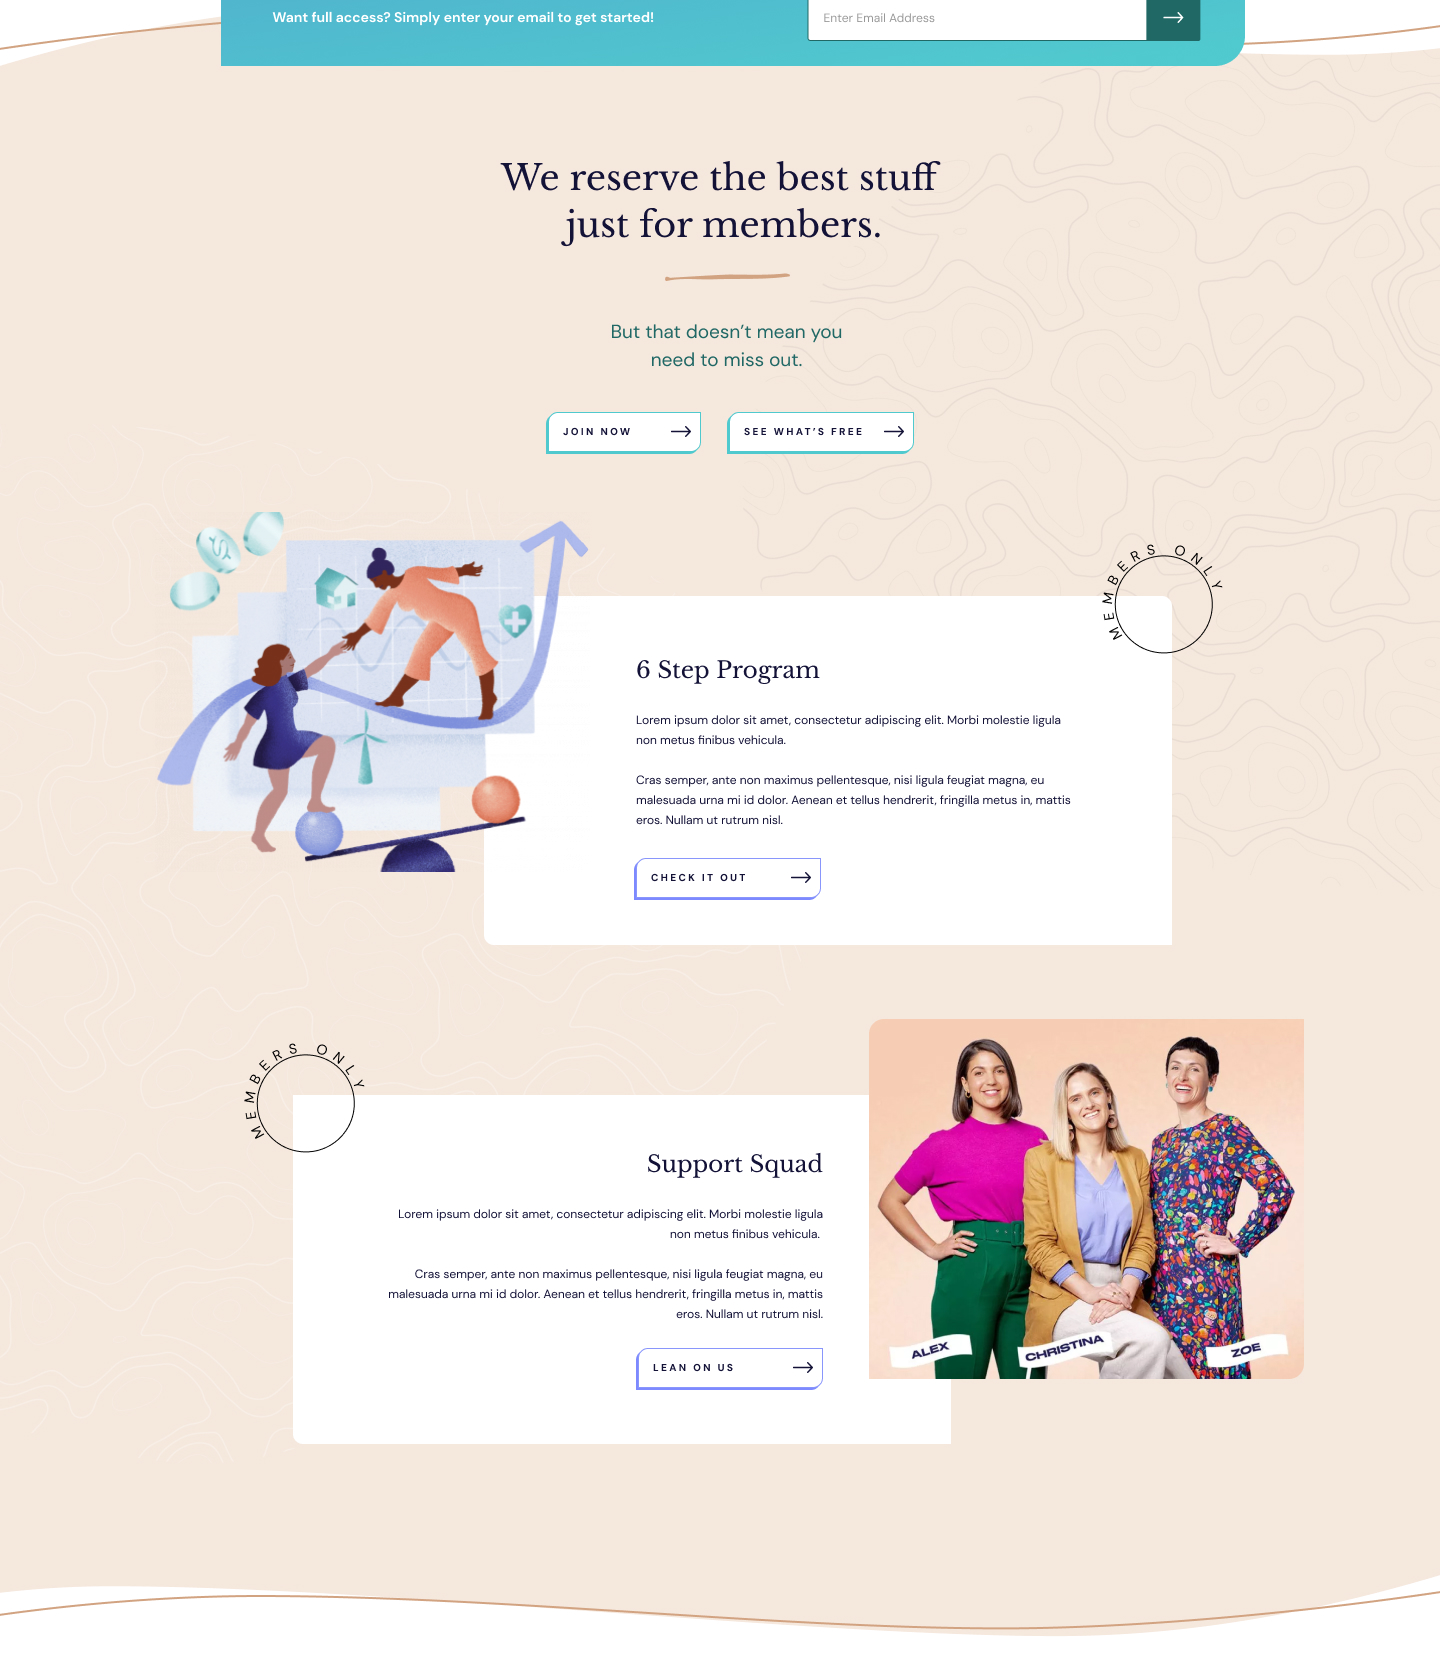 Want full access? Simply enter your email to get started!
Enter Email Address
We reserve the best stuff
just for members.
But that doesn’t mean you
need to miss out.
JOIN NOW
SEE WHAT’S FREE
$
MEMBERS ONLY
6 Step Program
Lorem ipsum dolor sit amet, consectetur adipiscing elit. Morbi molestie ligula
non metus finibus vehicula.
Cras semper, ante non maximus pellentesque, nisi ligula feugiat magna, eu
malesuada urna mi id dolor. Aenean et tellus hendrerit, fringilla metus in, mattis
eros. Nullam ut rutrum nisl.
CHECK IT OUT
MEMBERS ONLY
Support Squad
Lorem ipsum dolor sit amet, consectetur adipiscing elit. Morbi molestie ligula
non metus finibus vehicula.
Cras semper, ante non maximus pellentesque, nisi ligula feugiat magna, eu
malesuada urna mi id dolor. Aenean et tellus hendrerit, fringilla metus in, mattis
eros. Nullam ut rutrum nisl.
LEAN ON US
ALEX
CHRISTINA
ZOE